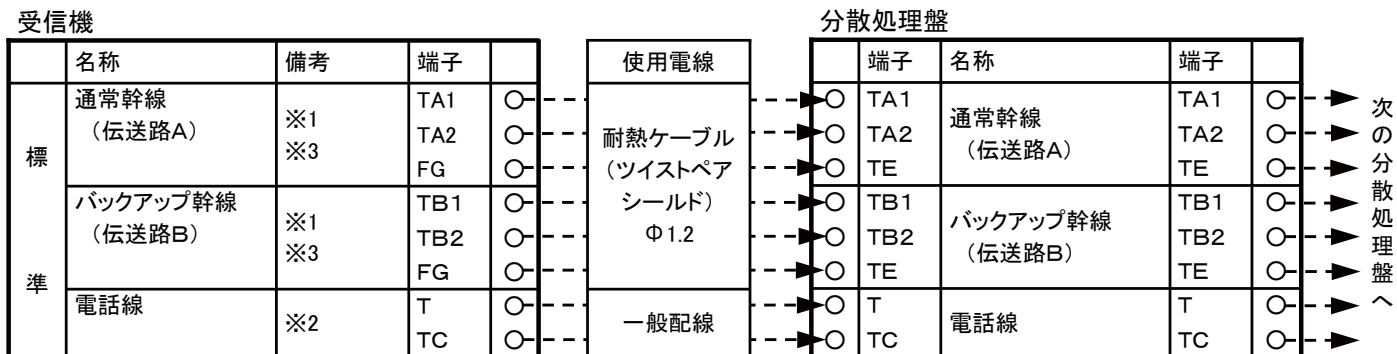 受信機
名称 備考 端子
標準
通常幹線
（伝送路A）
※1
※3
TA1
TA2
FG
バックアップ幹線
（伝送路B）
※1
※3
TB1
TB2
FG
電話線
※2
T
TC
使用電線
耐熱ケーブル
（ツイストペア
シールド）
Φ1.2
一般配線
分散処理盤
端子 名称 端子
TA1
TA2
TE
通常幹線
（伝送路A）
TA1
TA2
TE
TB1
TB2
TE
バックアップ幹線
（伝送路B）
TB1
TB2
TE
T
TC
電話線
T
TC
次の分散処理盤へ